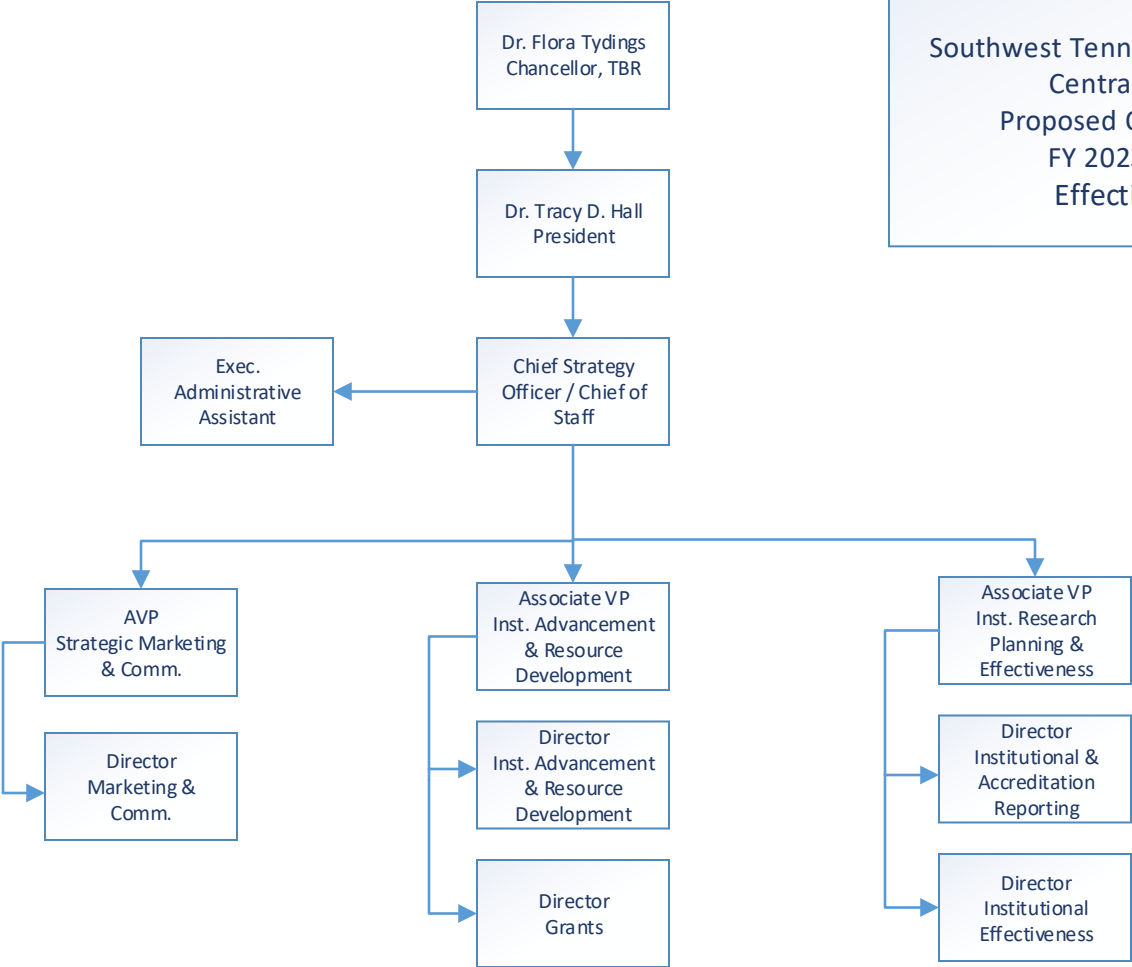 Dr. Flora Tydings
Chancellor, TBR
Southwest Tenn
Centra
Proposed
FY 202
Effecti
Dr. Tracy D. Hall
President
Exec.
Administrative
Assistant
Chief Strategy
Officer / Chief of
Staff
AVP
Strategic Marketing
& Comm.
Associate VP
Inst. Advancement
& Resource
Development
Associate VP
Inst. Research
Planning &
Effectiveness
Director
Marketing &
Comm.
Director
Inst. Advancement
& Resource
Development
Director
Institutional &
Accreditation
Reporting
Director
Grants
Director
Institutional
Effectiveness